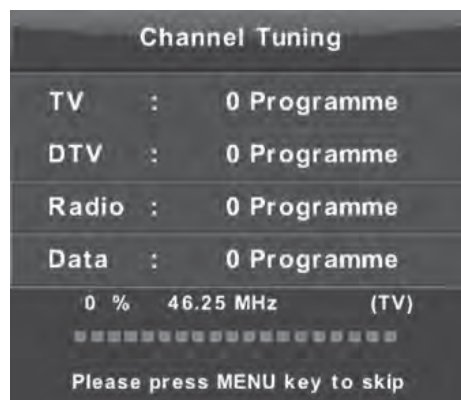 Channel Tuning
TV : 0 Programme
DTV : 0 Programme
Radio : 0 Programme
Data : 0 Programme
0 % 46.25 MHz (TV)
Please press MENU key to skip